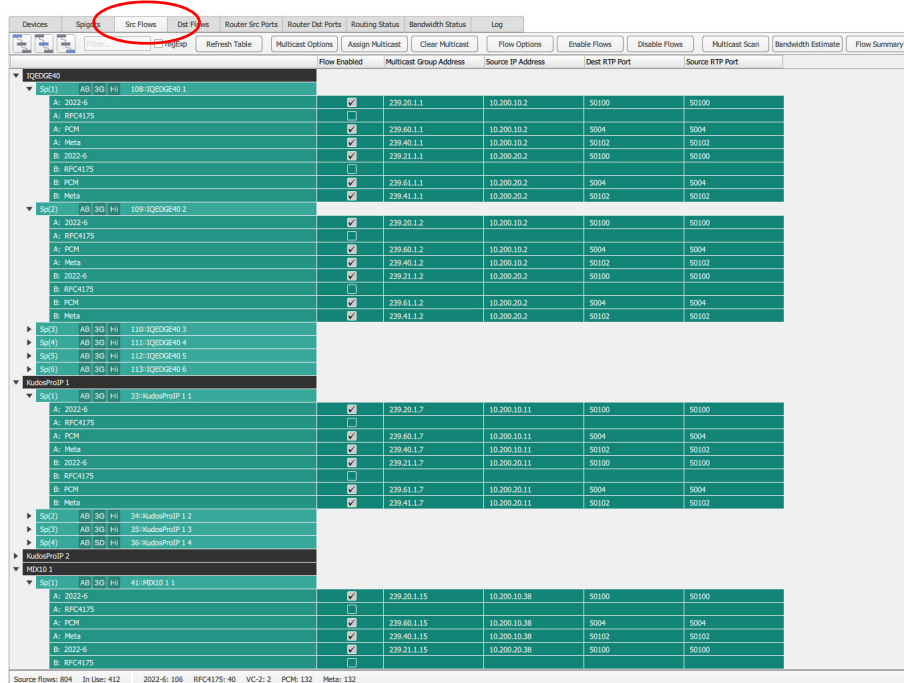 Devices Spigots Src Flows Dst Flows Router Src Ports Router Dst Ports Routing Status Bandwidth Status Log
Filter... regExp Refresh Table Multicast Options Assign Multicast Clear Multicast Flow Options Enable Flows Disable Flows Multicast Scan Bandwidth Estimate Flow Summary
Flow Enabled Multicast Group Address Source IP Address Dest RTP Port Source RTP Port
IQEDGE40
Sp(1) AB 3G Hi 108::IQEDGE40 1
A: 2022-6 239.20.1.1 10.200.10.2 50100 50100
A: RFC4175
A: PCM 239.60.1.1 10.200.10.2 5004 5004
A: Meta 239.40.1.1 10.200.10.2 50102 50102
B: 2022-6 239.21.1.1 10.200.20.2 50100 50100
B: RFC4175
B: PCM 239.61.1.1 10.200.20.2 5004 5004
B: Meta 239.41.1.1 10.200.20.2 50102 50102
Sp(2) AB 3G Hi 109::IQEDGE40 2
A: 2022-6 239.20.1.2 10.200.10.2 50100 50100
A: RFC4175
A: PCM 239.60.1.2 10.200.10.2 5004 5004
A: Meta 239.40.1.2 10.200.10.2 50102 50102
B: 2022-6 239.21.1.2 10.200.20.2 50100 50100
B: RFC4175
B: PCM 239.61.1.2 10.200.20.2 5004 5004
B: Meta 239.41.1.2 10.200.20.2 50102 50102
Sp(3) AB 3G Hi 110::IQEDGE40 3
Sp(4) AB 3G Hi 111::IQEDGE40 4
Sp(5) AB 3G Hi 112::IQEDGE40 5
Sp(6) AB 3G Hi 113::IQEDGE40 6
KudosProIP 1
Sp(1) AB 3G Hi 33::KudosProIP 1 1
A: 2022-6 239.20.1.7 10.200.10.11 50100 50100
A: RFC4175
A: PCM 239.60.1.7 10.200.10.11 5004 5004
A: Meta 239.40.1.7 10.200.10.11 50102 50102
B: 2022-6 239.21.1.7 10.200.20.11 50100 50100
B: RFC4175
B: PCM 239.61.1.7 10.200.20.11 5004 5004
B: Meta 239.41.1.7 10.200.20.11 50102 50102
Sp(2) AB 3G Hi 34::KudosProIP 1 2
Sp(3) AB 3G Hi 35::KudosProIP 1 3
Sp(4) AB SD Hi 36::KudosProIP 1 4
KudosProIP 2
MIX10 1
Sp(1) AB 3G Hi 41::MIX10 1 1
A: 2022-6 239.20.1.15 10.200.10.38 50100 50100
A: RFC4175
A: PCM 239.60.1.15 10.200.10.38 5004 5004
A: Meta 239.40.1.15 10.200.10.38 50102 50102
B: 2022-6 239.21.1.15 10.200.20.38 50100 50100
B: RFC4175
Source flows: 804 In Use: 412 2022-6: 106 RFC4175: 40 VC-2: 2 PCM: 132 Meta: 132